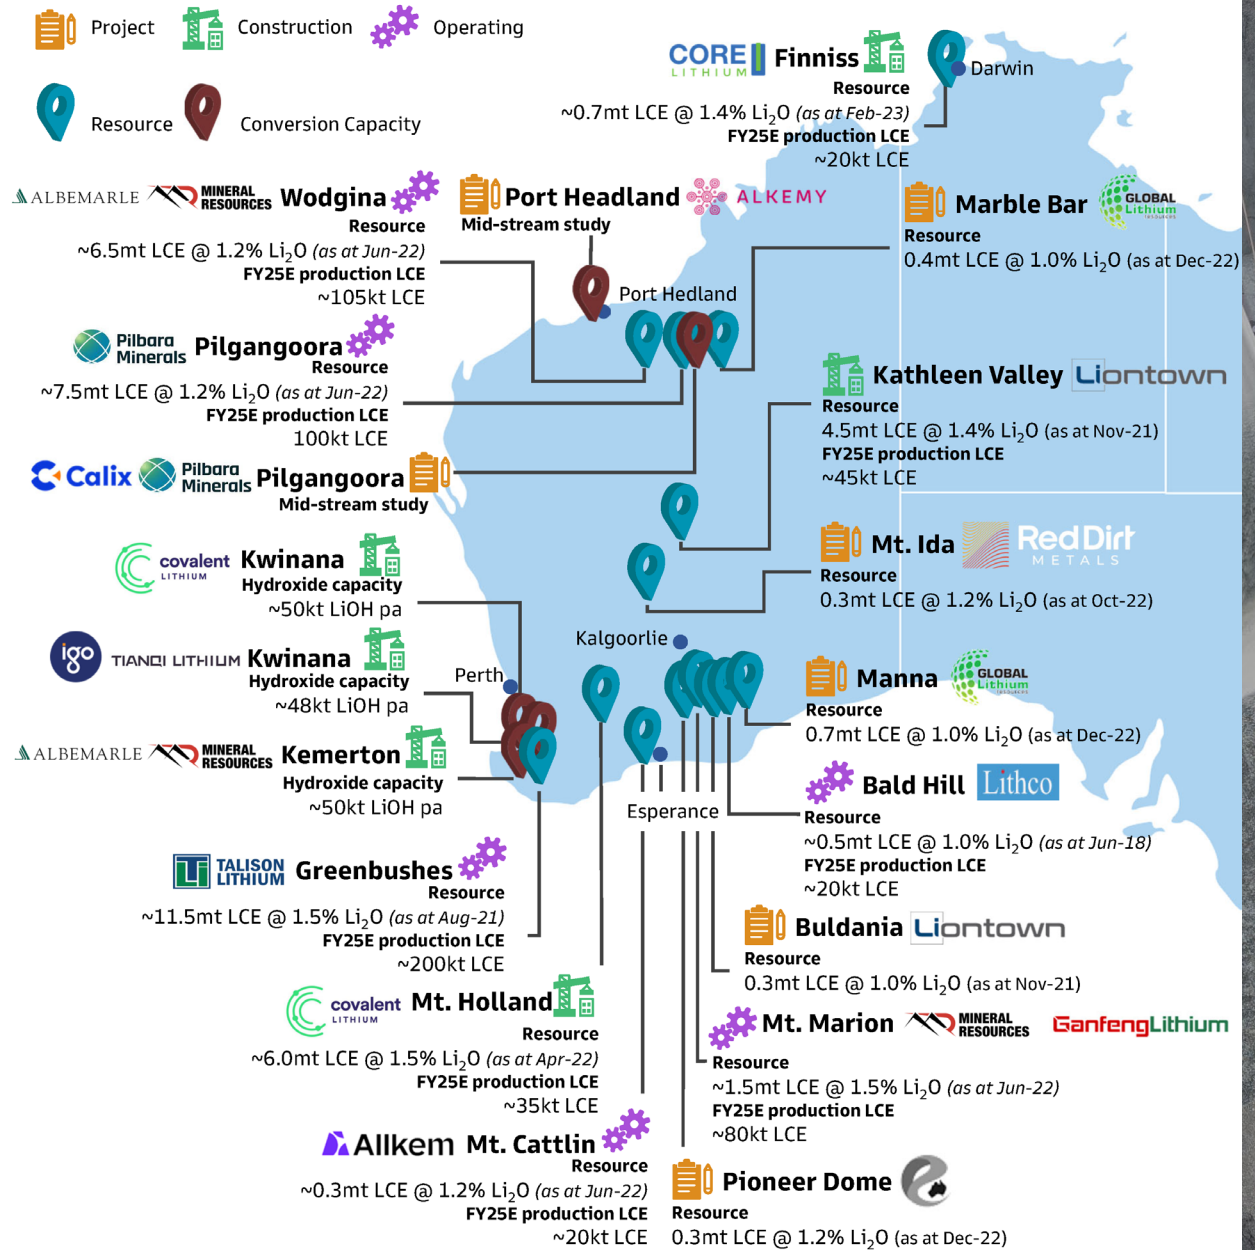 Project
Construction
Operating
Resource
Conversion Capacity
CORE LITHIUM
Finniss
Resource
~0.7mt LCE @ 1.4% Li₂O (as at Feb-23)
FY25E production LCE
~20kt LCE
Darwin
ALBEMARLE
MINERAL RESOURCES
Wodgina
Resource
~6.5mt LCE @ 1.2% Li₂O (as at Jun-22)
FY25E production LCE
~105kt LCE
Port Headland
ALKEMY
Mid-stream study
Marble Bar
GLOBAL Lithium RESOURCES
Resource
0.4mt LCE @ 1.0% Li₂O (as at Dec-22)
Port Hedland
Pilbara Minerals
Pilgangoora
Resource
~7.5mt LCE @ 1.2% Li₂O (as at Jun-22)
FY25E production LCE
100kt LCE
Kathleen Valley
Liontown
Resource
4.5mt LCE @ 1.4% Li₂O (as at Nov-21)
FY25E production LCE
~45kt LCE
Calix
Pilbara Minerals
Pilgangoora
Mid-stream study
Mt. Ida
Red Dirt METALS
Resource
0.3mt LCE @ 1.2% Li₂O (as at Oct-22)
covalent LITHIUM
Kwinana
Hydroxide capacity
~50kt LiOH pa
Kalgoorlie
igo
TIANQI LITHIUM
Kwinana
Hydroxide capacity
~48kt LiOH pa
Perth
Manna
GLOBAL Lithium RESOURCES
Resource
0.7mt LCE @ 1.0% Li₂O (as at Dec-22)
ALBEMARLE
MINERAL RESOURCES
Kemerton
Hydroxide capacity
~50kt LiOH pa
Esperance
Bald Hill
Lithco
Resource
~0.5mt LCE @ 1.0% Li₂O (as at Jun-18)
FY25E production LCE
~20kt LCE
TALISON LITHIUM
Greenbushes
Resource
~11.5mt LCE @ 1.5% Li₂O (as at Aug-21)
FY25E production LCE
~200kt LCE
Buldania
Liontown
Resource
0.3mt LCE @ 1.0% Li₂O (as at Nov-21)
covalent LITHIUM
Mt. Holland
Resource
~6.0mt LCE @ 1.5% Li₂O (as at Apr-22)
FY25E production LCE
~35kt LCE
Mt. Marion
MINERAL RESOURCES
GanfengLithium
Resource
~1.5mt LCE @ 1.5% Li₂O (as at Jun-22)
FY25E production LCE
~80kt LCE
Allkem
Mt. Cattlin
Resource
~0.3mt LCE @ 1.2% Li₂O (as at Jun-22)
FY25E production LCE
~20kt LCE
Pioneer Dome
Resource
0.3mt LCE @ 1.2% Li₂O (as at Dec-22)